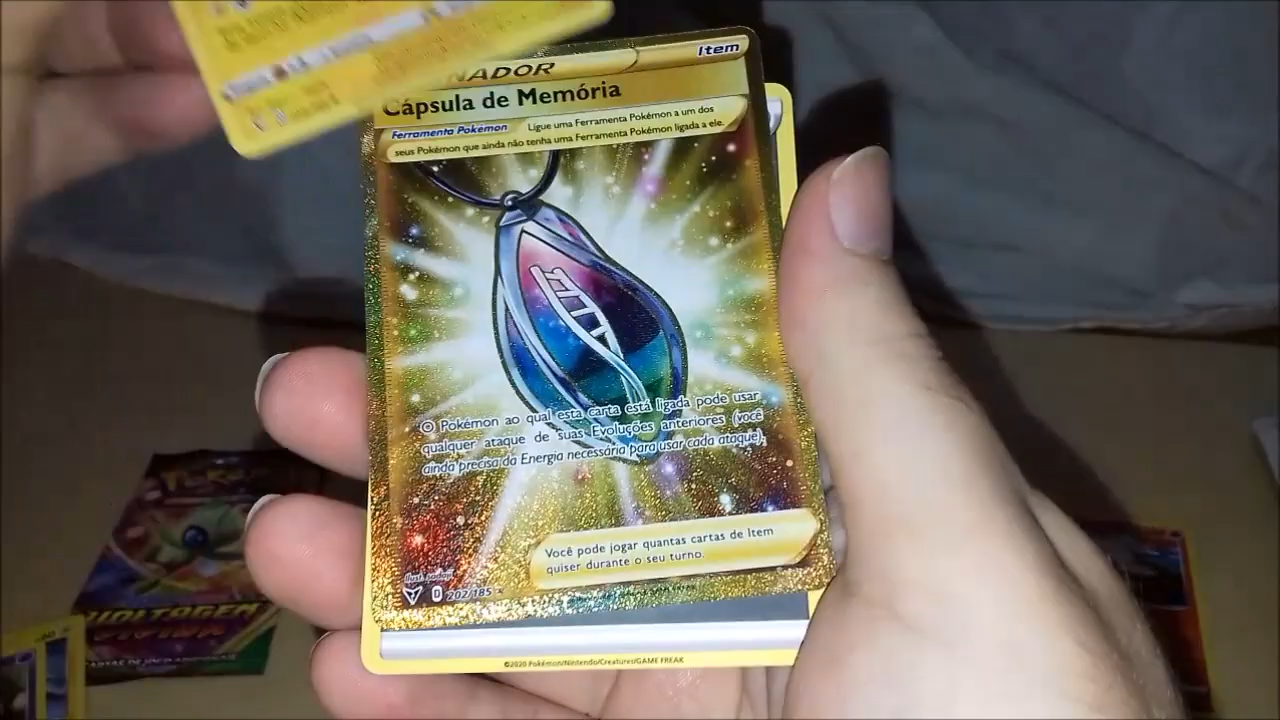 Item
NADOR
Cápsula de Memória
Ferramenta Pokémon
Ligue uma Ferramenta Pokémon a um dos
seus Pokémon que ainda não tenha uma Ferramenta Pokémon ligada a ele.
O Pokémon ao qual esta carta está ligada pode usar
qualquer ataque de suas Evoluções anteriores (você
ainda precisa da Energia necessária para usar cada ataque).
Você pode jogar quantas cartas de Item
quiser durante o seu turno.
Ilust. sadaji
D 202/185
©2020 Pokémon/Nintendo/Creatures/GAME FREAK
VOLTAGEM
VÍVIDA